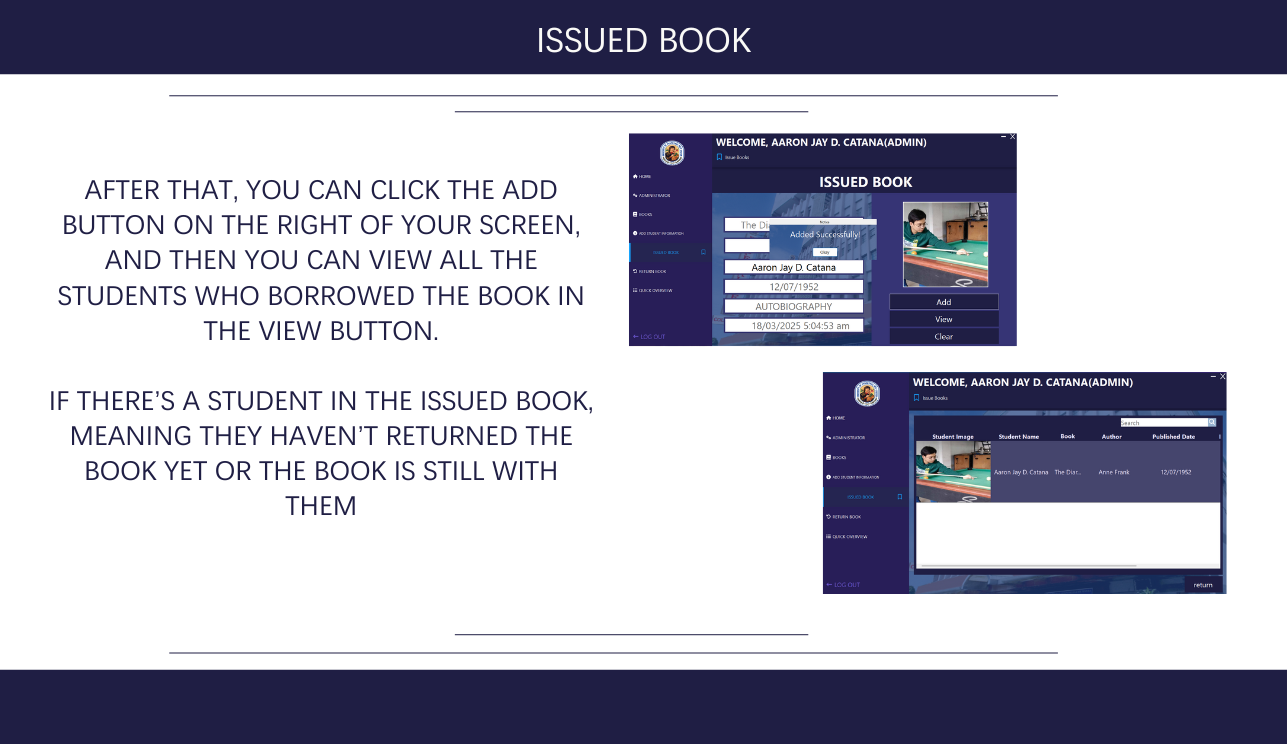 ISSUED BOOK
AFTER THAT, YOU CAN CLICK THE ADD
BUTTON ON THE RIGHT OF YOUR SCREEN,
AND THEN YOU CAN VIEW ALL THE
STUDENTS WHO BORROWED THE BOOK IN
THE VIEW BUTTON.
IF THERE'S A STUDENT IN THE ISSUED BOOK,
MEANING THEY HAVEN'T RETURNED THE
BOOK YET OR THE BOOK IS STILL WITH
THEM
WELCOME, AARON JAY D. CATANA(ADMIN)
Issue Books
ISSUED BOOK
HOME
ADMINISTRATOR
BOOKS
ADD STUDENT INFORMATION
ISSUED BOOK
RETURN BOOK
QUICK OVERVIEW
LOG OUT
The Dia
Added Successfully!
Okay
Aaron Jay D. Catana
12/07/1952
AUTOBIOGRAPHY
18/03/2025 5:04:53 am
Add
View
Clear
WELCOME, AARON JAY D. CATANA(ADMIN)
Issue Books
HOME
ADMINISTRATOR
BOOKS
ADD STUDENT INFORMATION
ISSUED BOOK
RETURN BOOK
QUICK OVERVIEW
LOG OUT
Search
Student Image Student Name Book Author Published Date
Aaron Jay D. Catana The Diar... Anne Frank 12/07/1952
return